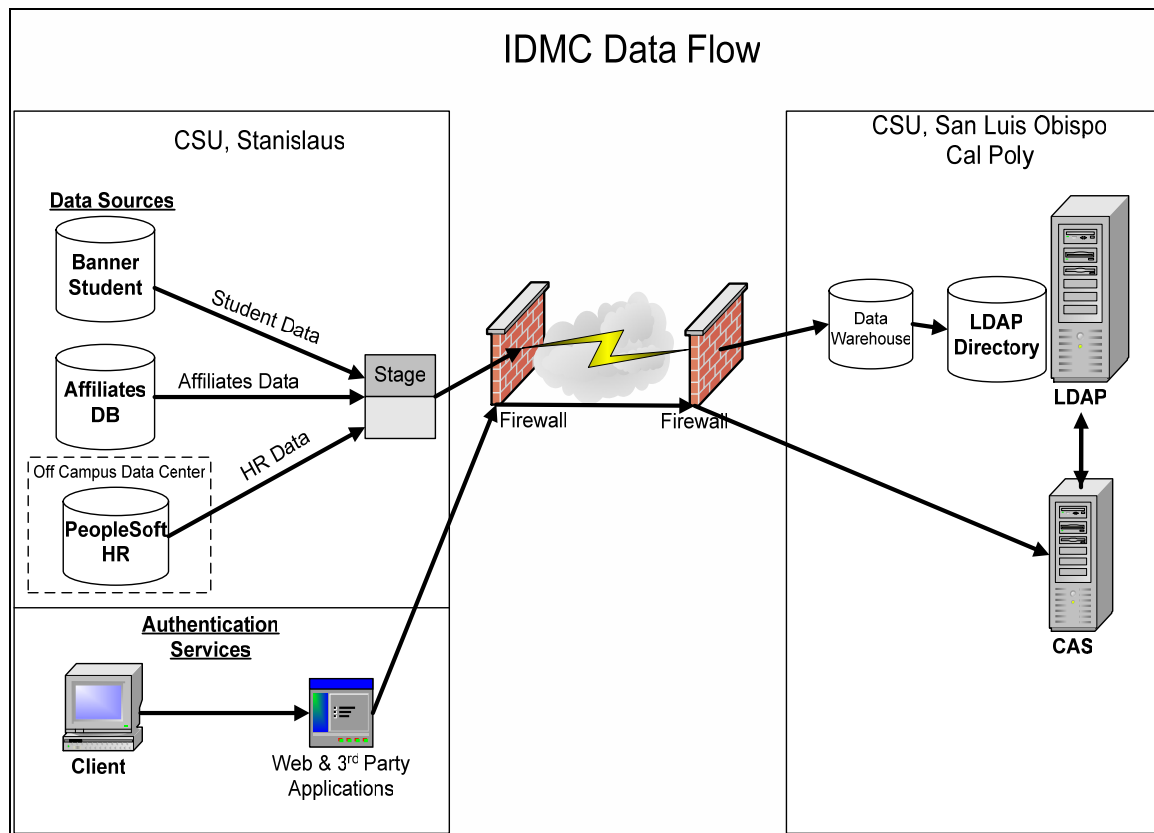 IDMC Data Flow
CSU, Stanislaus
Data Sources
Banner
Student
Student Data
Affiliates
DB
Affiliates Data
Stage
Off Campus Data Center
PeopleSoft
HR
HR Data
Authentication
Services
Client
Web & 3rd Party
Applications
Firewall
Firewall
CSU, San Luis Obispo
Cal Poly
Data
Warehouse
LDAP
Directory
LDAP
CAS